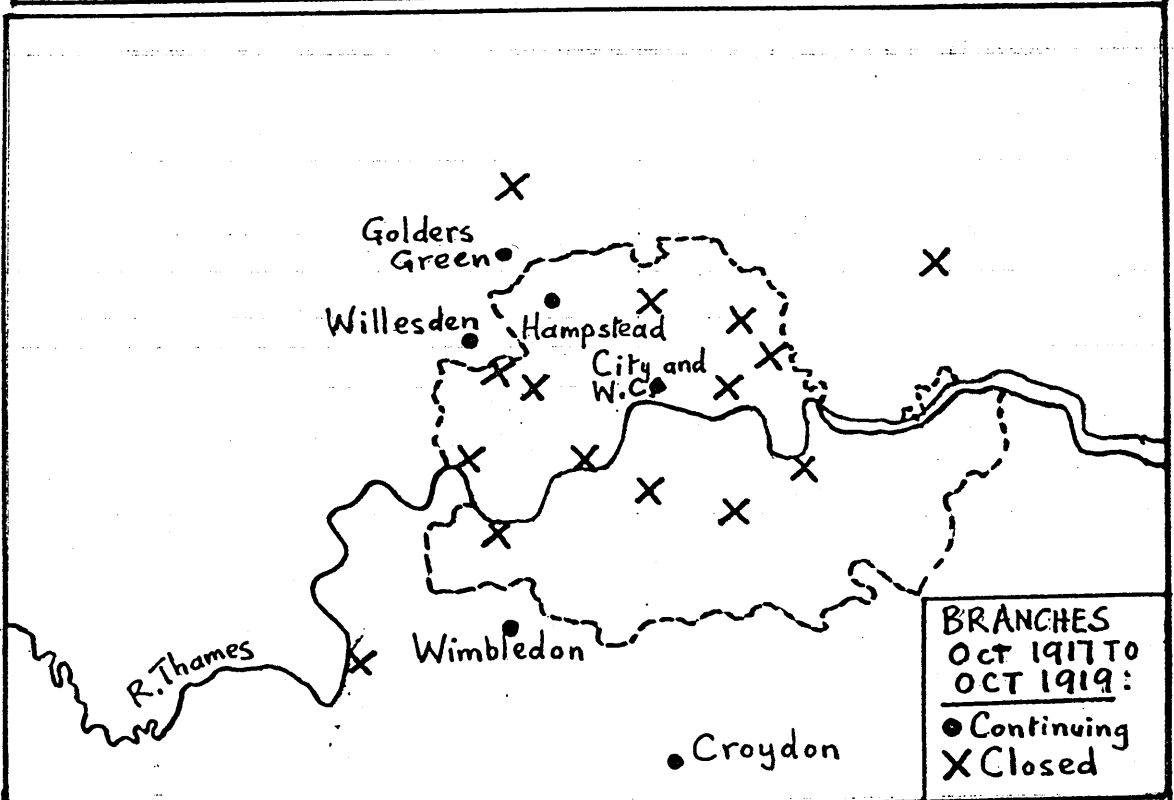 Golders
Green
Willesden
Hampstead
City and
W.C.
R. Thames
Wimbledon
Croydon
BRANCHES
Oct 1917 TO
OCT 1919:
Continuing
Closed